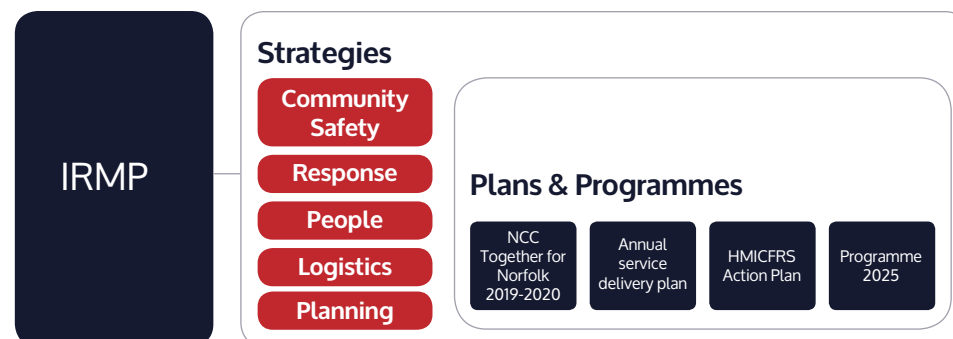 IRMP
Strategies
Community
Safety
Response
People
Logistics
Planning
Plans & Programmes
NCC
Together for
Norfolk
2019-2020
Annual
service
delivery plan
HMICFRS
Action Plan
Programme
2025